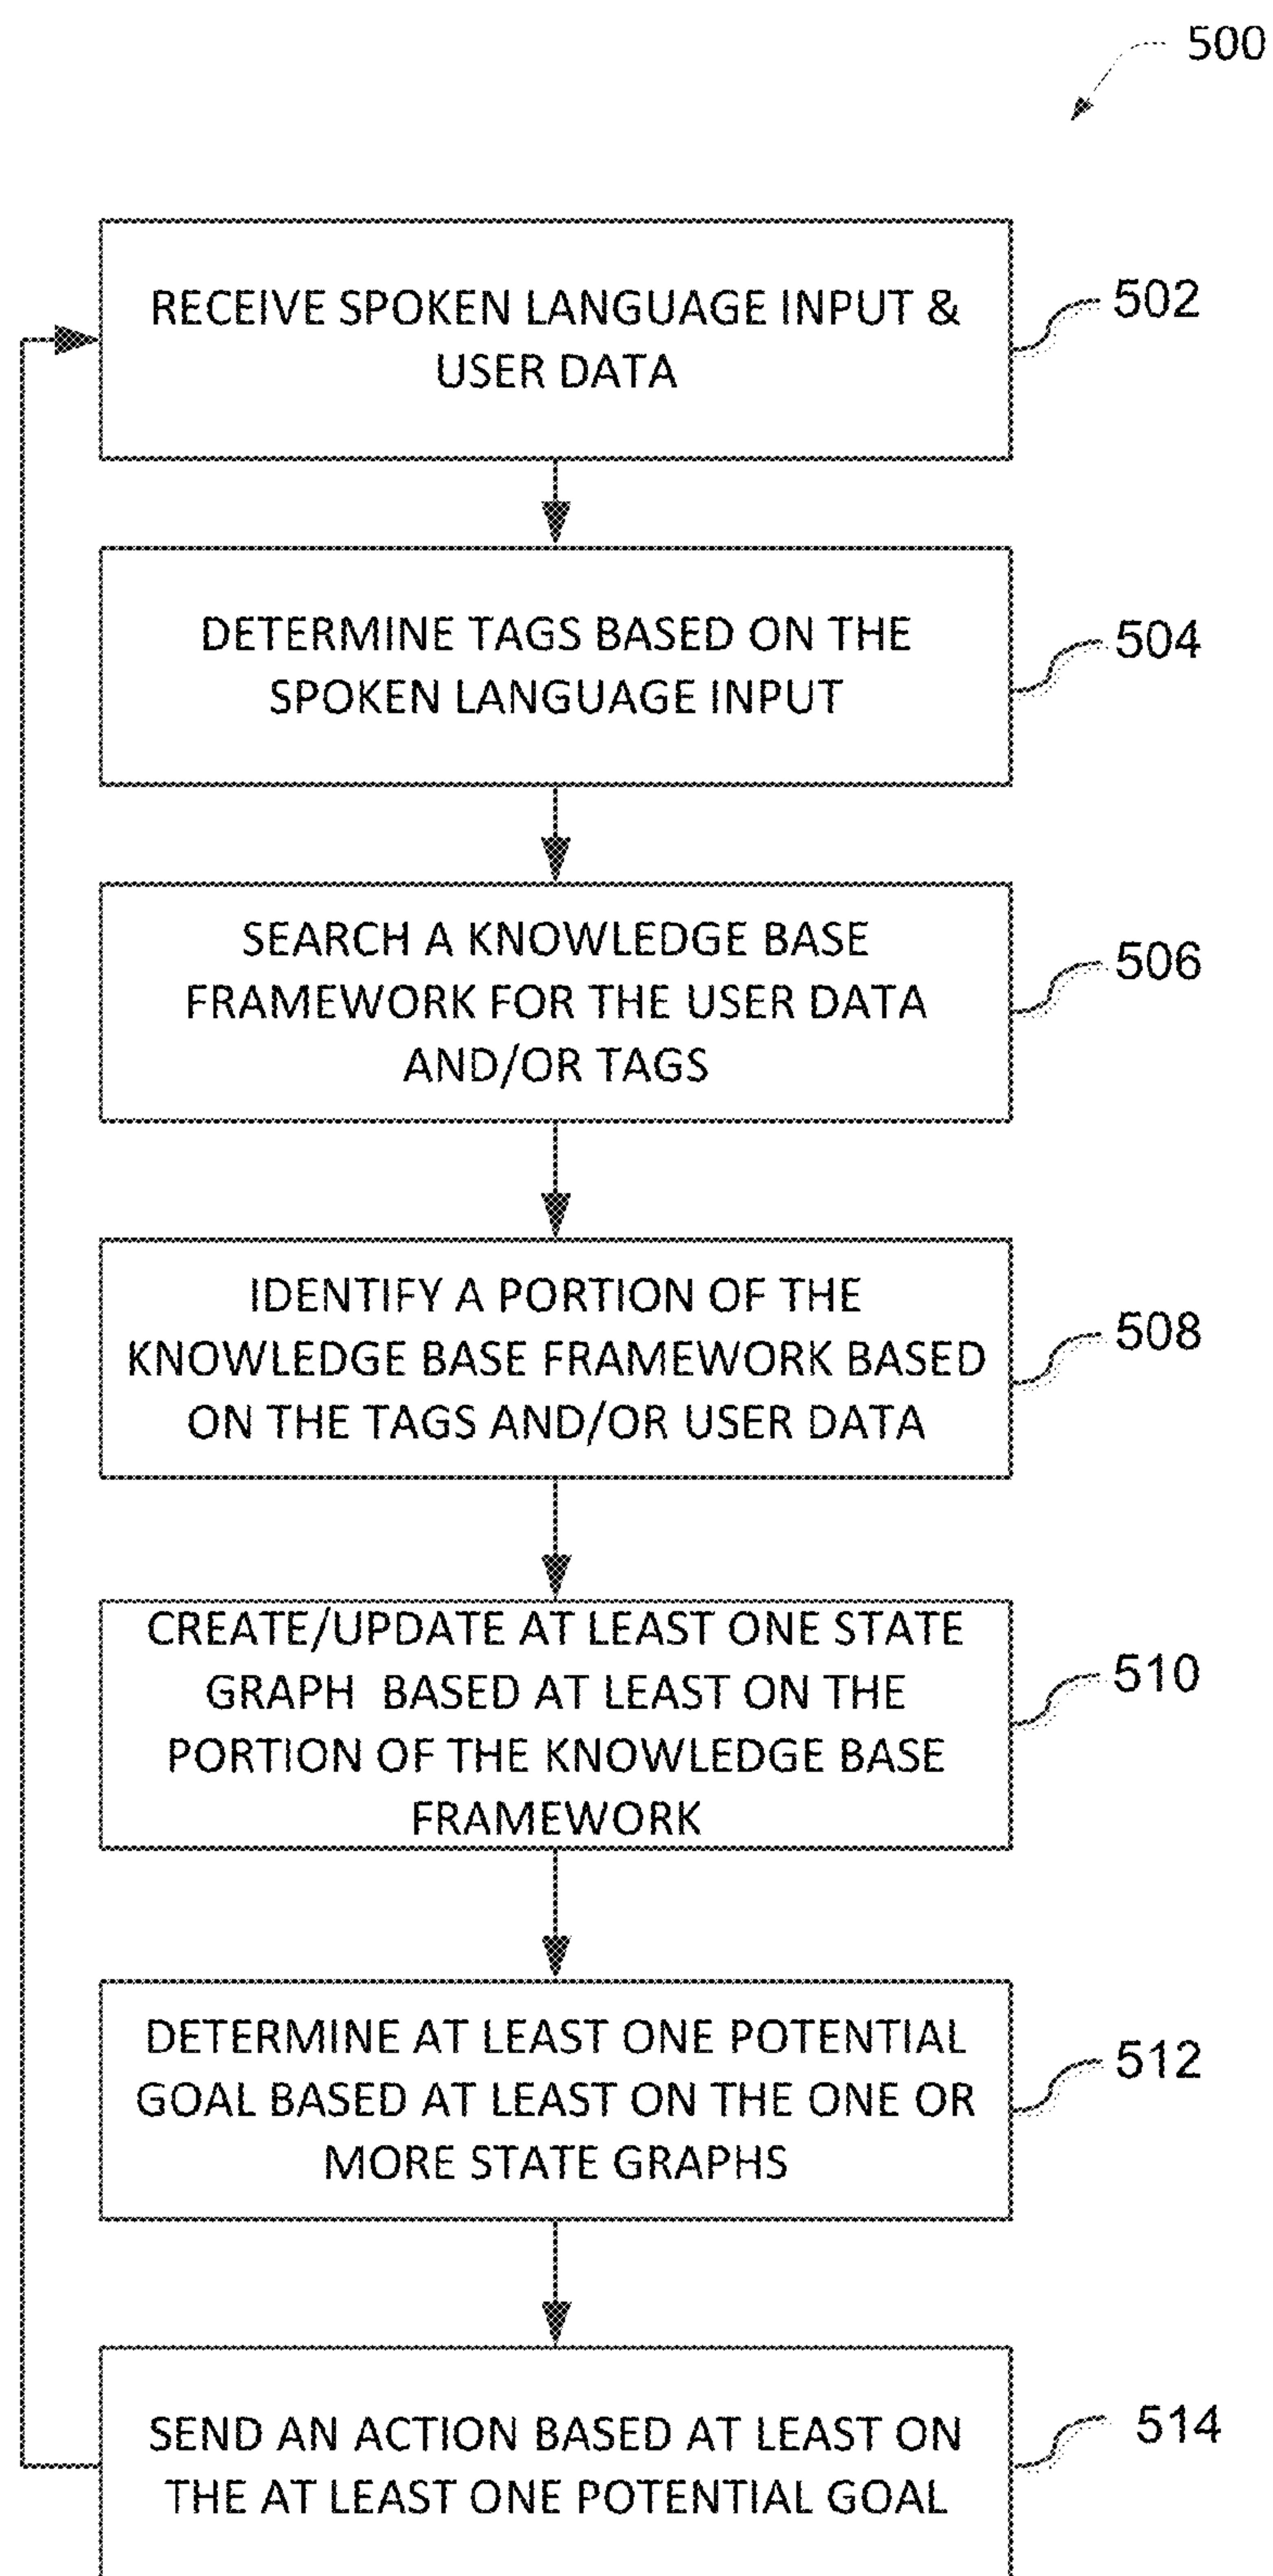 500
RECEIVE SPOKEN LANGUAGE INPUT &
USER DATA
502
DETERMINE TAGS BASED ON THE
SPOKEN LANGUAGE INPUT
504
SEARCH A KNOWLEDGE BASE
FRAMEWORK FOR THE USER DATA
AND/OR TAGS
506
IDENTIFY A PORTION OF THE
KNOWLEDGE BASE FRAMEWORK BASED
ON THE TAGS AND/OR USER DATA
508
CREATE/UPDATE AT LEAST ONE STATE
GRAPH BASED AT LEAST ON THE
PORTION OF THE KNOWLEDGE BASE
FRAMEWORK
510
DETERMINE AT LEAST ONE POTENTIAL
GOAL BASED AT LEAST ON THE ONE OR
MORE STATE GRAPHS
512
SEND AN ACTION BASED AT LEAST ON
THE AT LEAST ONE POTENTIAL GOAL
514